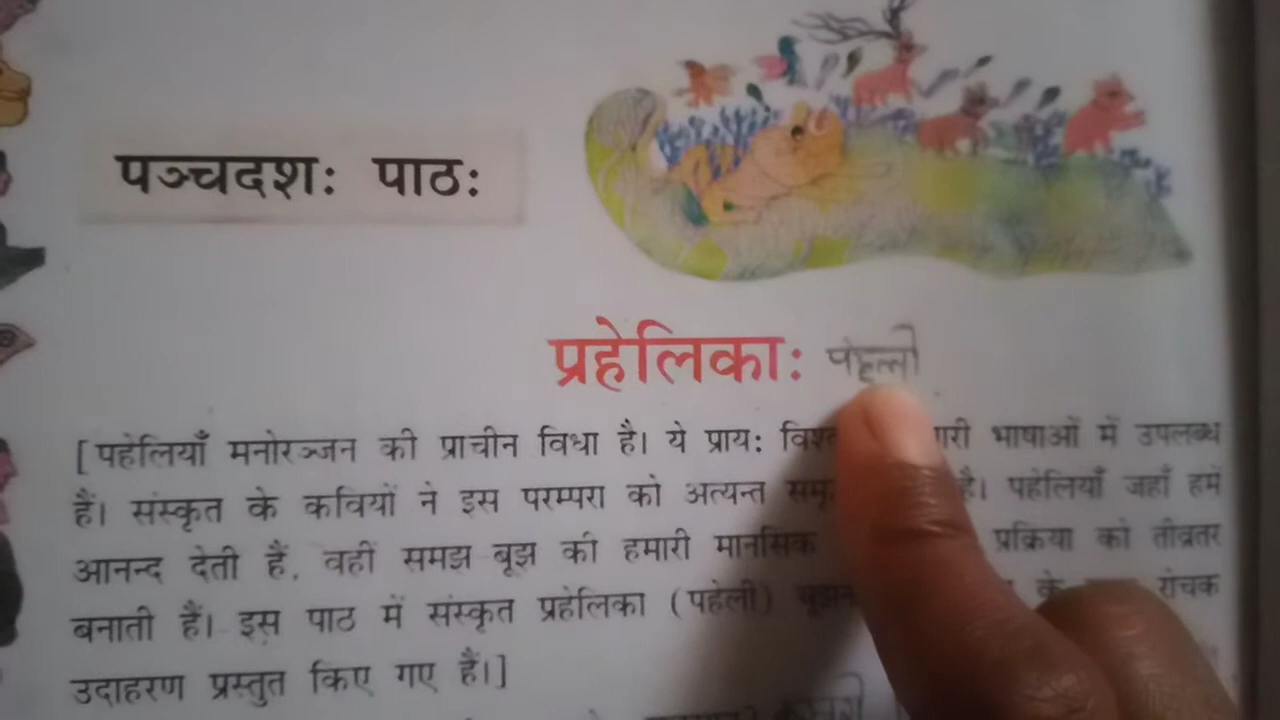 पञ्चदशः पाठः
प्रहेलिकाः पहेली
[पहेलियाँ मनोरञ्जन की प्राचीन विधा है। ये प्रायः भाषाओं में उपलब्ध
हैं। संस्कृत के कवियों ने इस परम्परा को अत्यन्त है। पहेलियाँ जहाँ हमें
आनन्द देती हैं, वहीं समझ-बूझ की हमारी मानसिक प्रक्रिया को तीव्रतर
बनाती हैं। इस पाठ में संस्कृत प्रहेलिका (पहेली) के रोचक
उदाहरण प्रस्तुत किए गए हैं।]